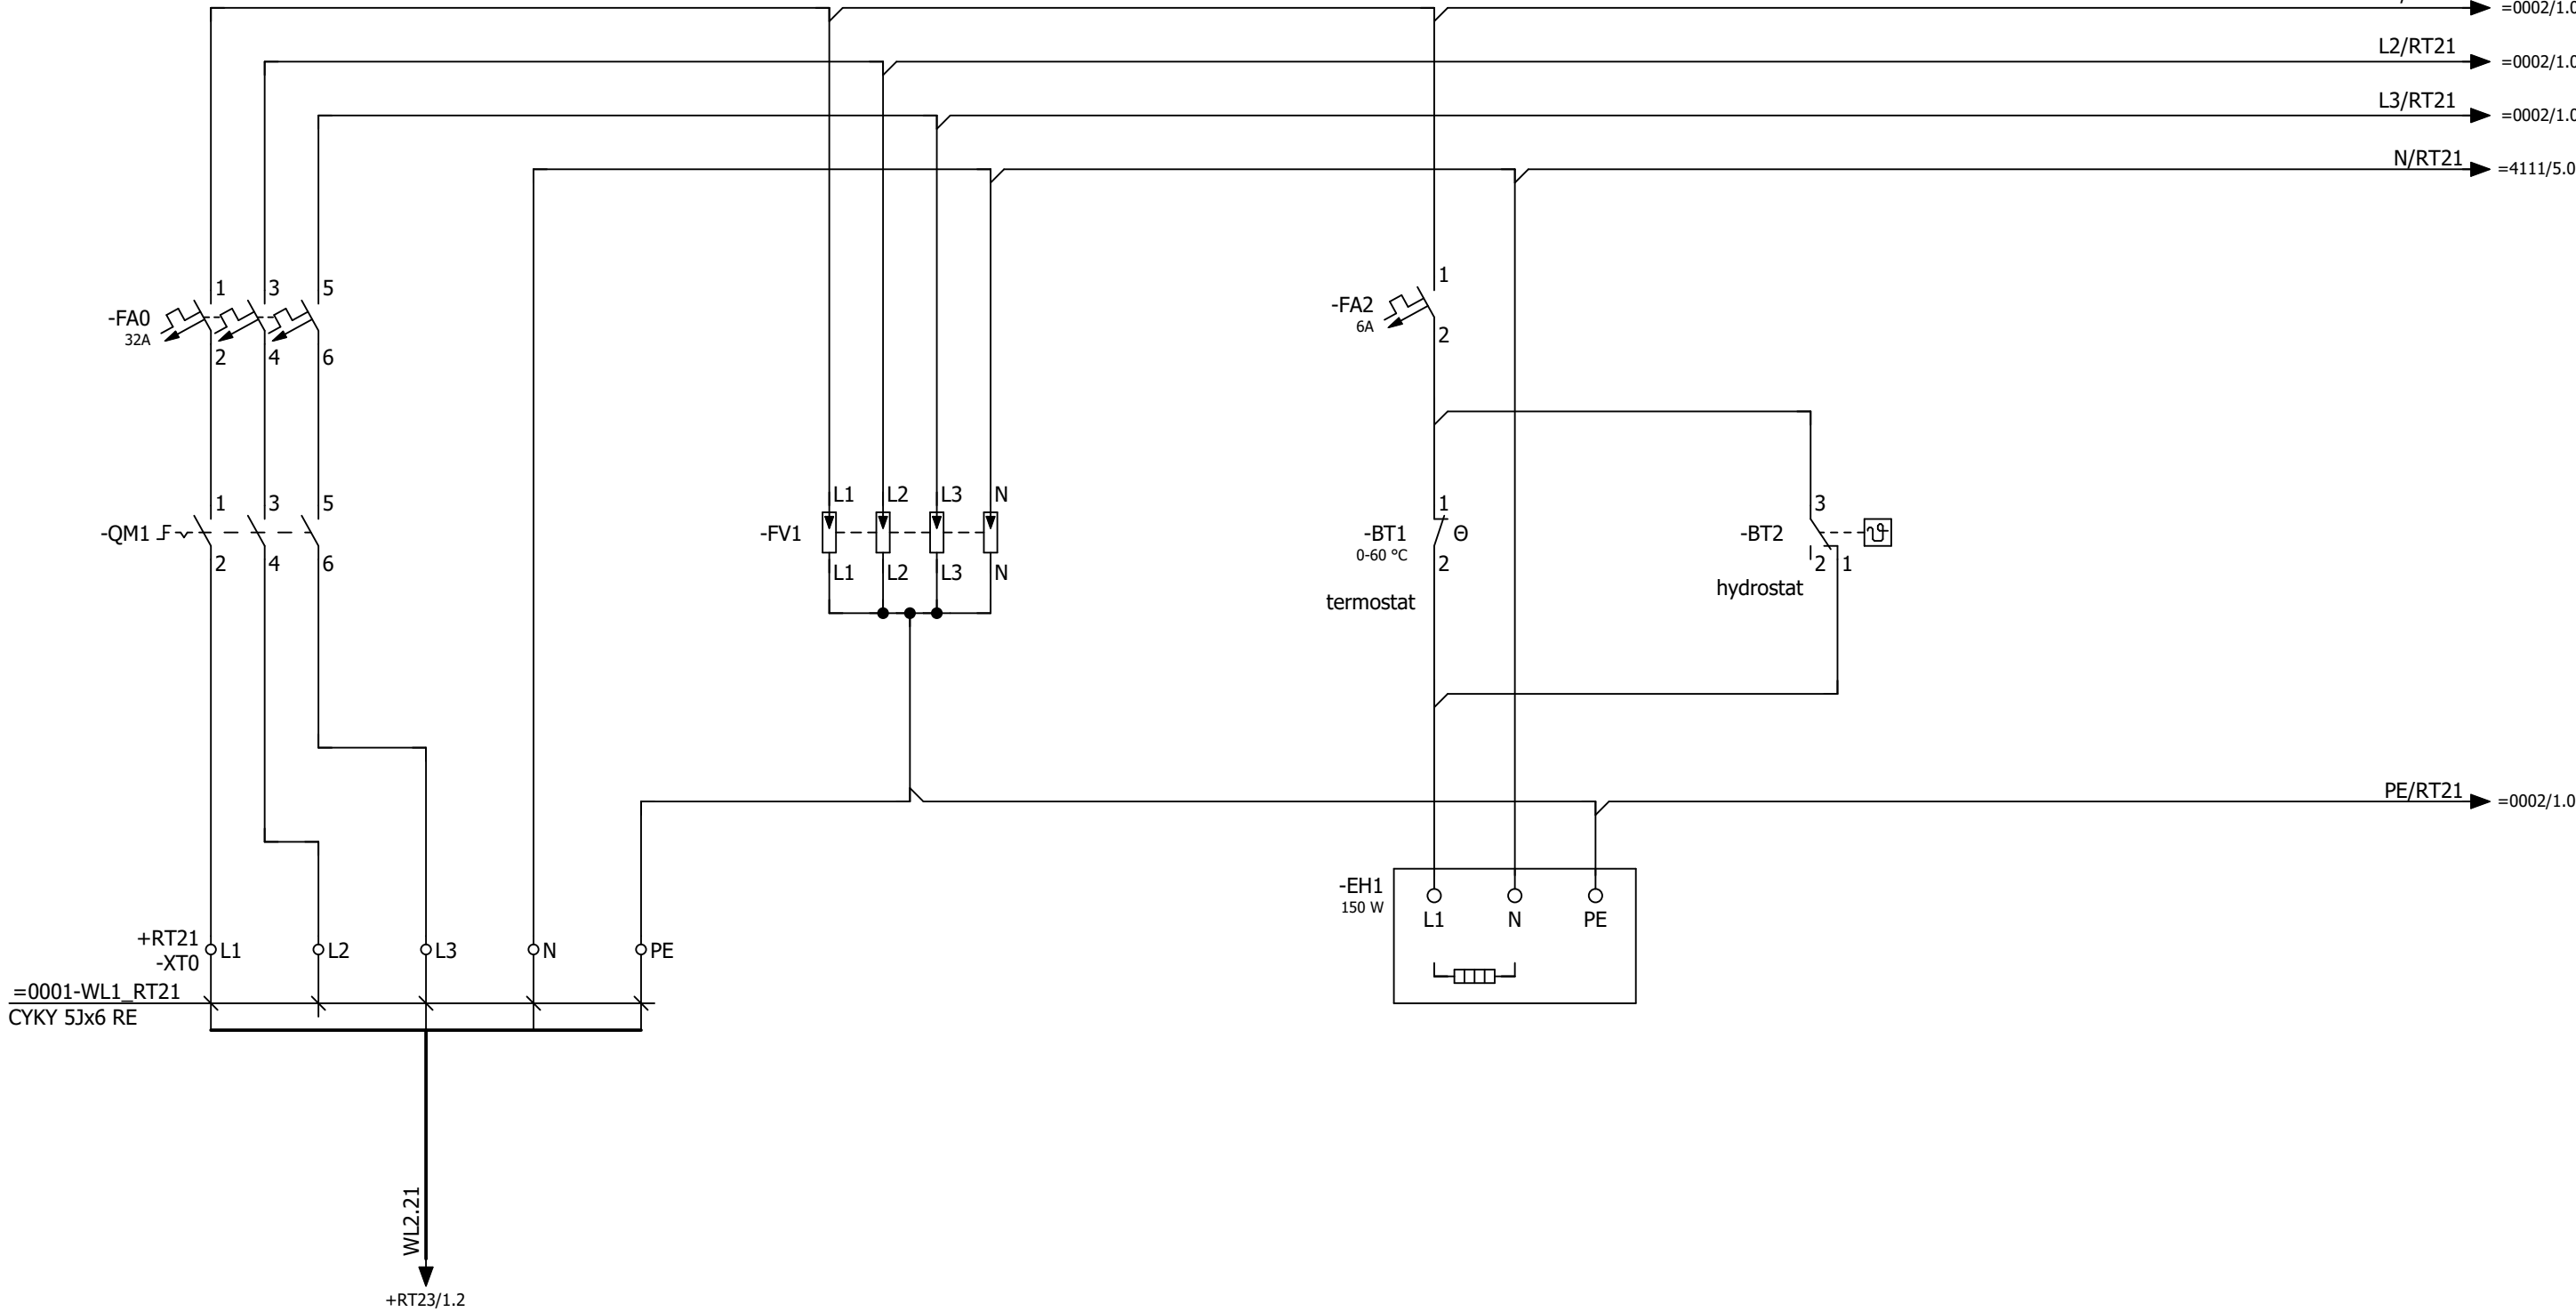 =0002/1.0
L2/RT21
=0002/1.0
L3/RT21
=0002/1.0
N/RT21
=4111/5.0
1 3 5
-FA0
32A
2 4 6
1
-FA2
6A
2
1 3 5
-QM1
2 4 6
L1 L2 L3 N
-FV1
L1 L2 L3 N
1
-BT1 Θ
0-60 °C
2
termostat
3
-BT2 ϑ
2 1
hydrostat
PE/RT21
=0002/1.0
-EH1
150 W
L1 N PE
+RT21
-XT0
L1 L2 L3 N PE
=0001-WL1_RT21
CYKY 5Jx6 RE
WL2.21
+RT23/1.2